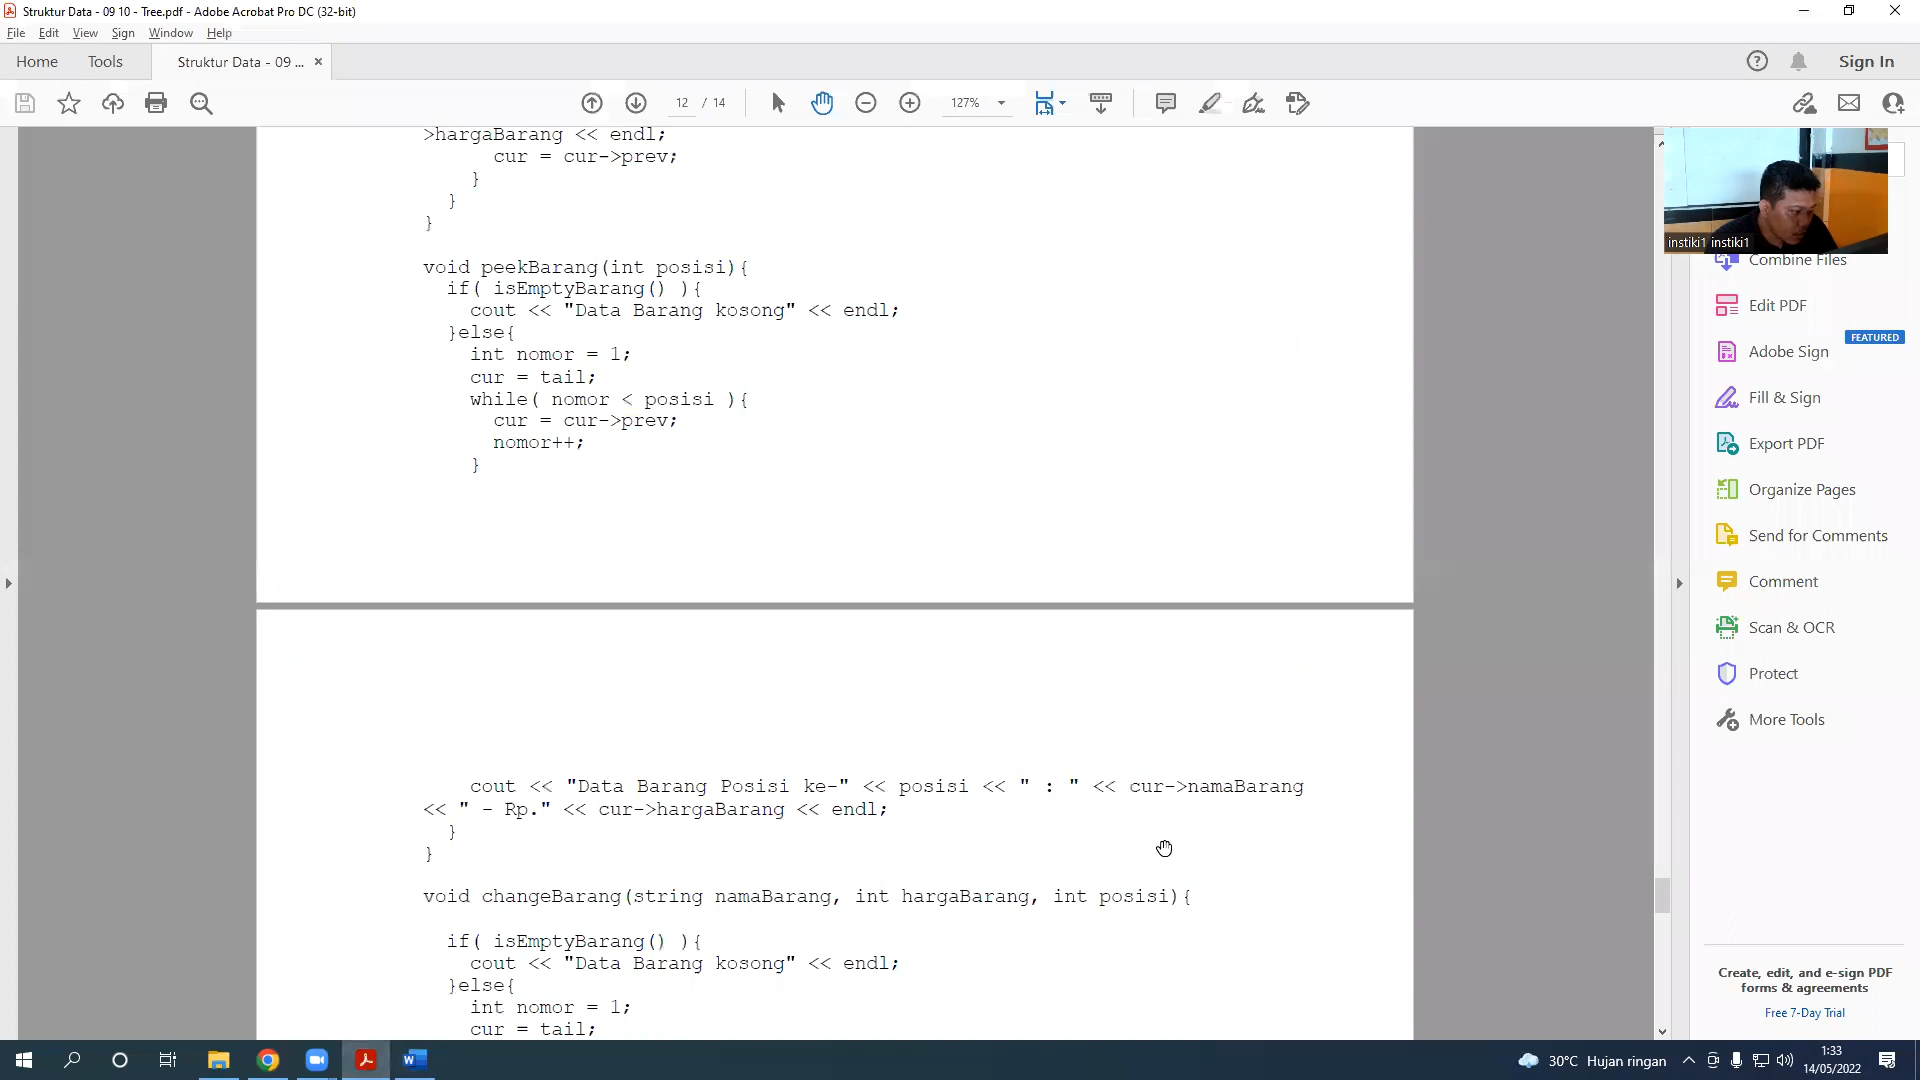 Struktur Data - 09 10 - Tree.pdf - Adobe Acrobat Pro DC (32-bit)
File Edit View Sign Window Help
Home Tools Struktur Data - 09 ... × Sign In
12 / 14 127%
>hargaBarang << endl;
cur = cur->prev;
}
}
}
void peekBarang(int posisi){
if( isEmptyBarang() ){
cout << "Data Barang kosong" << endl;
}else{
int nomor = 1;
cur = tail;
while( nomor < posisi ){
cur = cur->prev;
nomor++;
}
cout << "Data Barang Posisi ke-" << posisi << " : " << cur->namaBarang
<< " - Rp." << cur->hargaBarang << endl;
}
}
void changeBarang(string namaBarang, int hargaBarang, int posisi){
if( isEmptyBarang() ){
cout << "Data Barang kosong" << endl;
}else{
int nomor = 1;
cur = tail;
instiki1 instiki1
Combine Files
Edit PDF
FEATURED
Adobe Sign
Fill & Sign
Export PDF
Organize Pages
Send for Comments
Comment
Scan & OCR
Protect
More Tools
Create, edit, and e-sign PDF
forms & agreements
Free 7-Day Trial
30°C Hujan ringan
1:33
14/05/2022